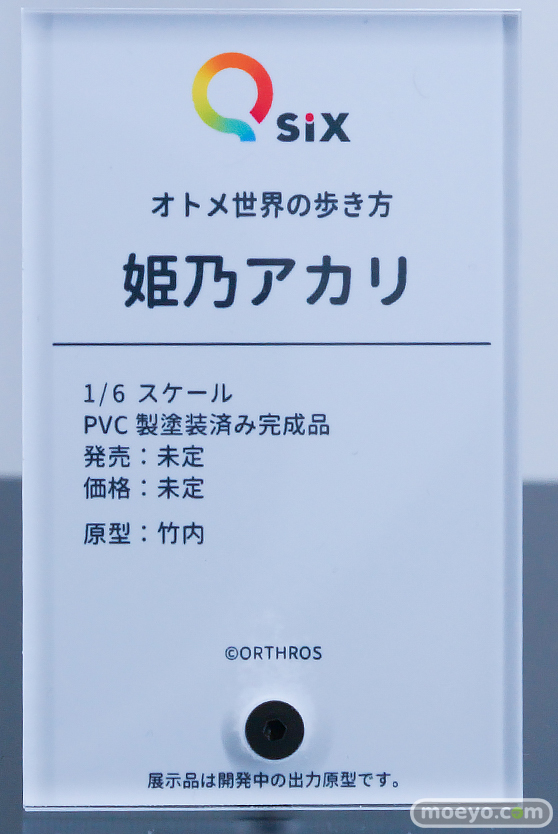 Qsix
オトメ世界の歩き方
姫乃アカリ
1/6 スケール
PVC 製塗装済み完成品
発売：未定
価格：未定
原型：竹内
©ORTHROS
展示品は開発中の出力原型です。
moeyo.com